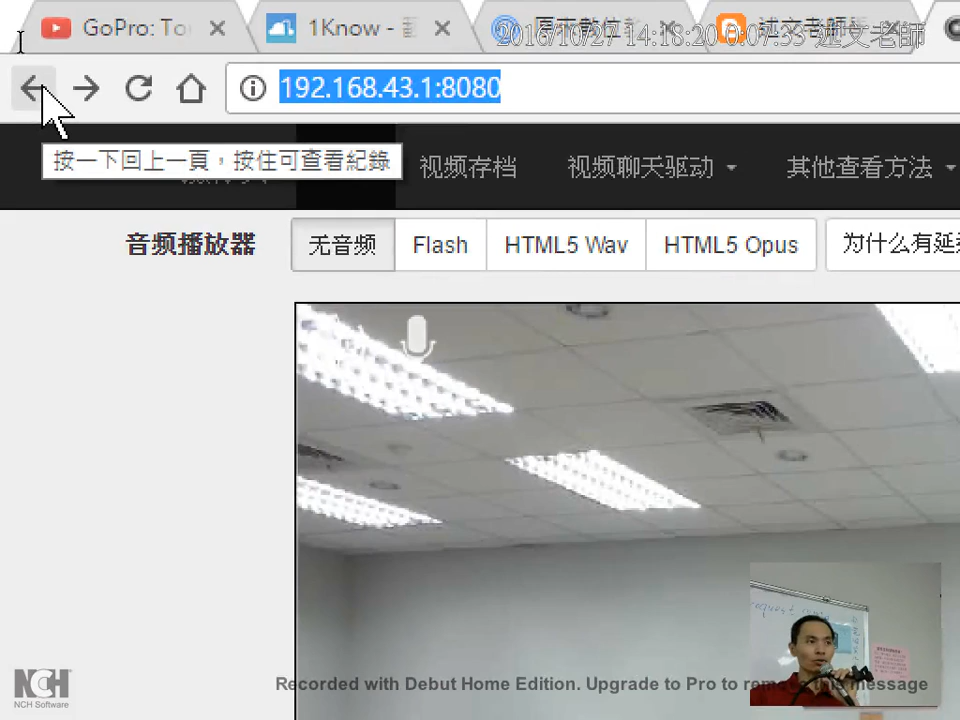 GoPro: To
1Know -
2016/10/27 14:18:20 0:07:33 述文老師
192.168.43.1:8080
按一下回上一頁，按住可查看紀錄
视频存档
视频聊天驱动
其他查看方法
音频播放器
无音频
Flash
HTML5 Wav
HTML5 Opus
为什么有延
NCH
NCH Software
Recorded with Debut Home Edition. Upgrade to Pro to remove this message